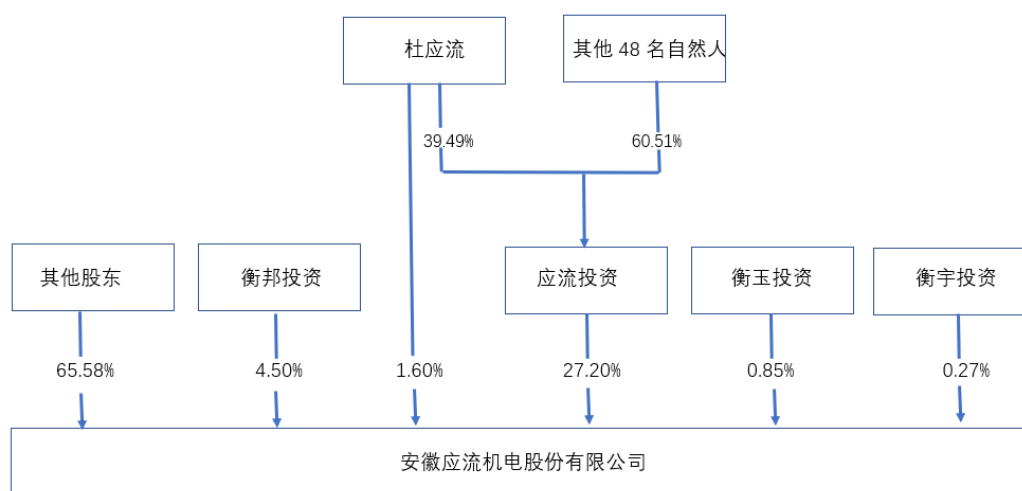 杜应流
其他 48 名自然人
39.49%
60.51%
其他股东
衡邦投资
应流投资
衡玉投资
衡宇投资
65.58%
4.50%
1.60%
27.20%
0.85%
0.27%
安徽应流机电股份有限公司